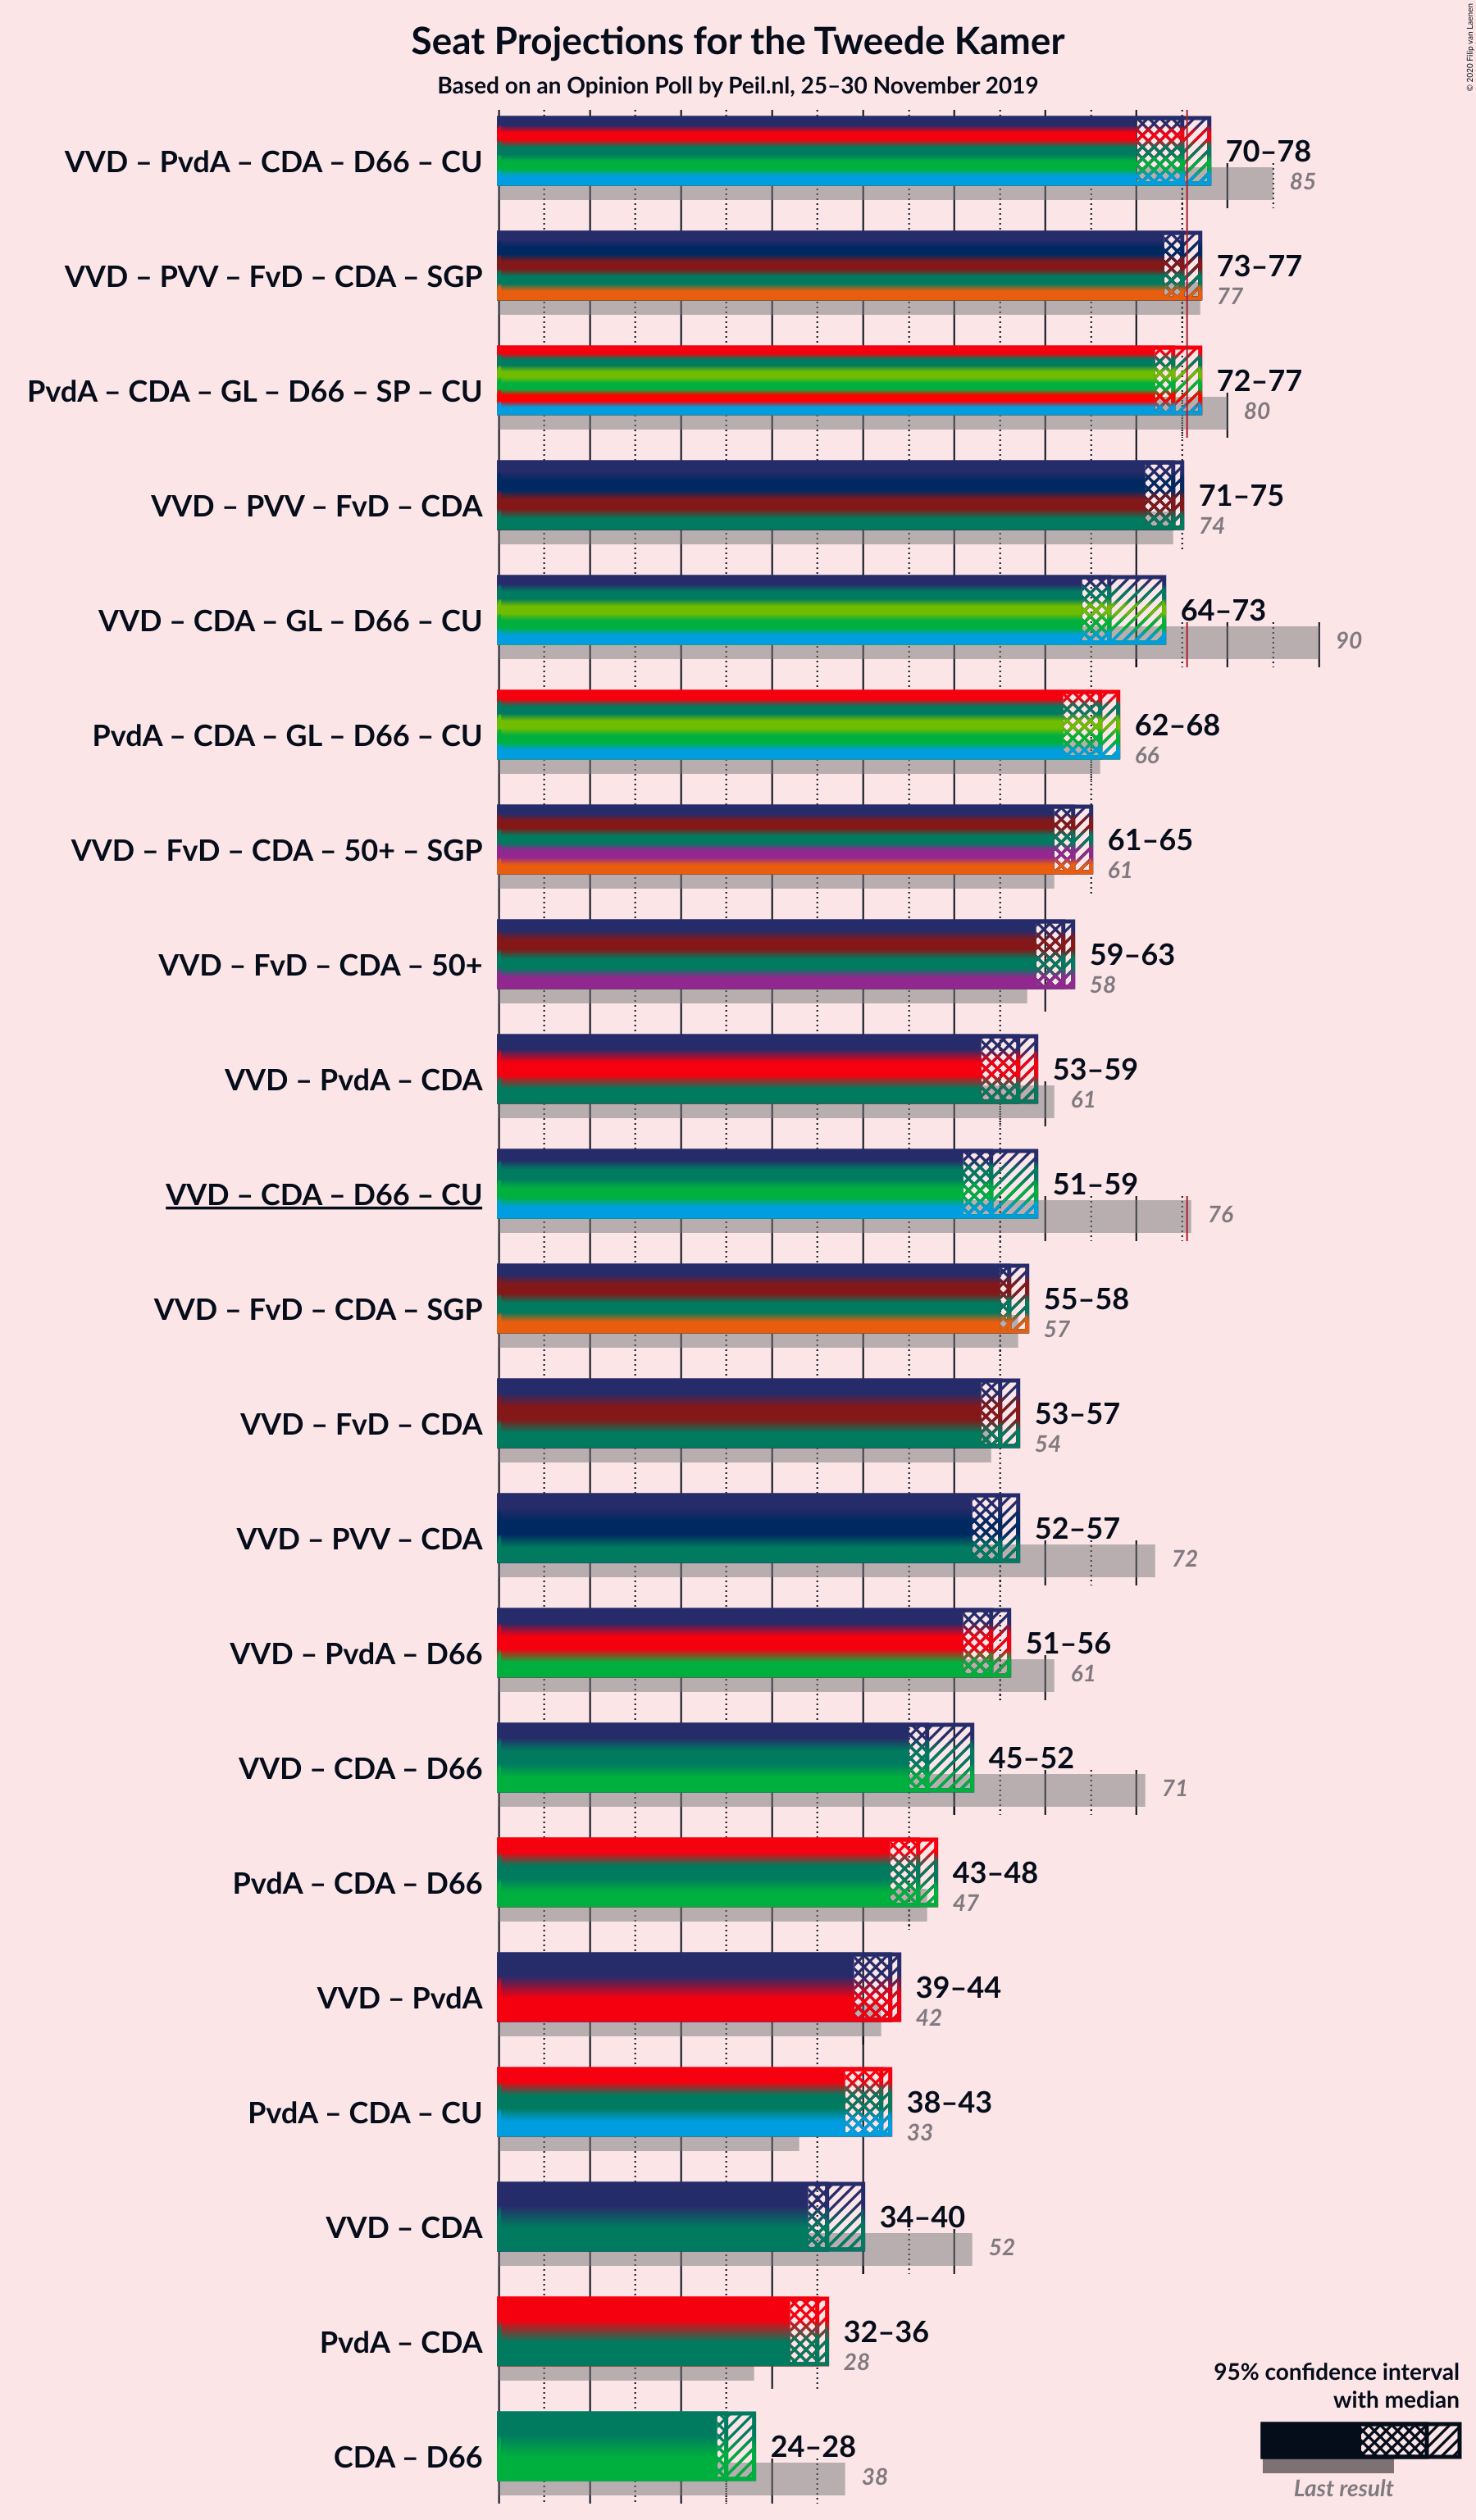 Seat Projections for the Tweede Kamer
Based on an Opinion Poll by Peil.nl, 25–30 November 2019
© 2020 Filip van Laenen
VVD – PvdA – CDA – D66 – CU
70–78
85
VVD – PVV – FvD – CDA – SGP
73–77
77
PvdA – CDA – GL – D66 – SP – CU
72–77
80
VVD – PVV – FvD – CDA
71–75
74
VVD – CDA – GL – D66 – CU
64–73
90
PvdA – CDA – GL – D66 – CU
62–68
66
VVD – FvD – CDA – 50+ – SGP
61–65
61
VVD – FvD – CDA – 50+
59–63
58
VVD – PvdA – CDA
53–59
61
VVD – CDA – D66 – CU
51–59
76
VVD – FvD – CDA – SGP
55–58
57
VVD – FvD – CDA
53–57
54
VVD – PVV – CDA
52–57
72
VVD – PvdA – D66
51–56
61
VVD – CDA – D66
45–52
71
PvdA – CDA – D66
43–48
47
VVD – PvdA
39–44
42
PvdA – CDA – CU
38–43
33
VVD – CDA
34–40
52
PvdA – CDA
32–36
28
CDA – D66
24–28
38
95% confidence interval
with median
Last result